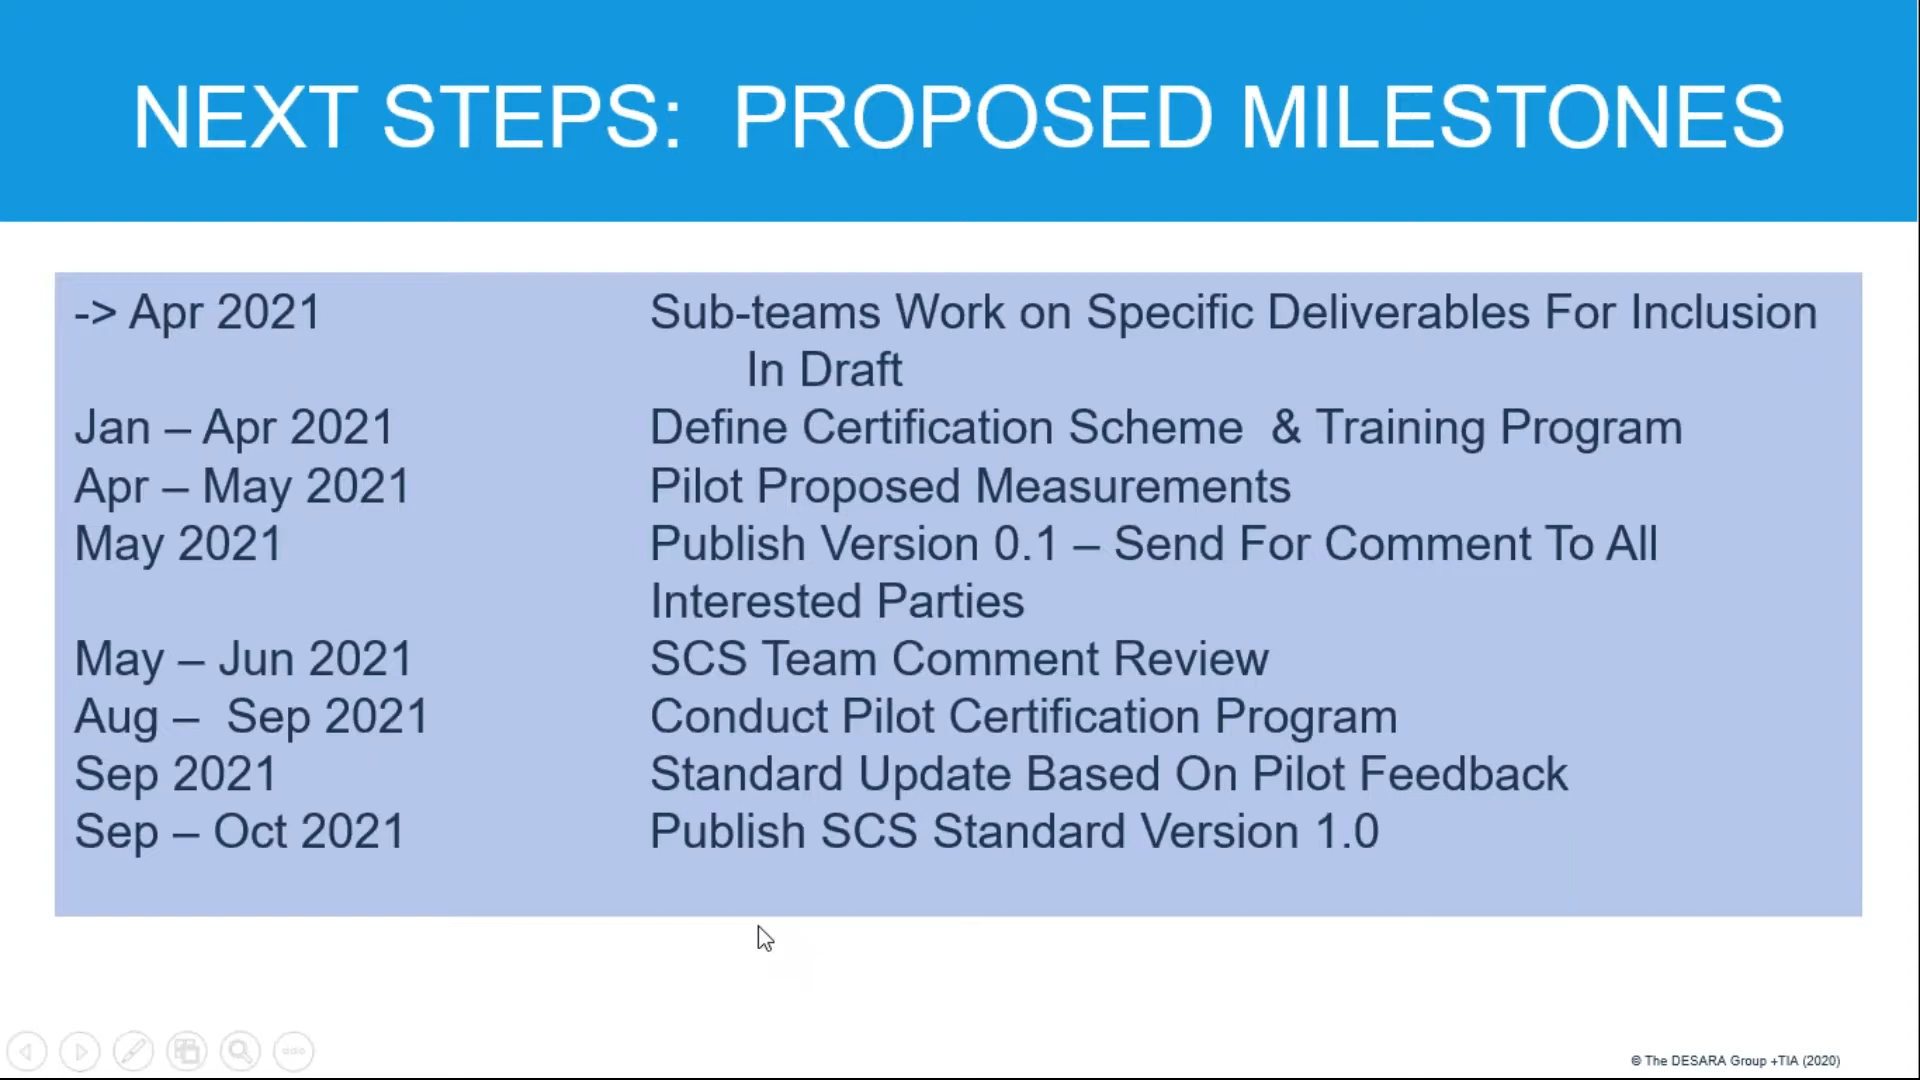 NEXT STEPS:  PROPOSED MILESTONES
-> Apr 2021 Sub-teams Work on Specific Deliverables For Inclusion
In Draft
Jan – Apr 2021 Define Certification Scheme  & Training Program
Apr – May 2021 Pilot Proposed Measurements
May 2021 Publish Version 0.1 – Send For Comment To All
Interested Parties
May – Jun 2021 SCS Team Comment Review
Aug –  Sep 2021 Conduct Pilot Certification Program
Sep 2021 Standard Update Based On Pilot Feedback
Sep – Oct 2021 Publish SCS Standard Version 1.0
© The DESARA Group +TIA (2020)